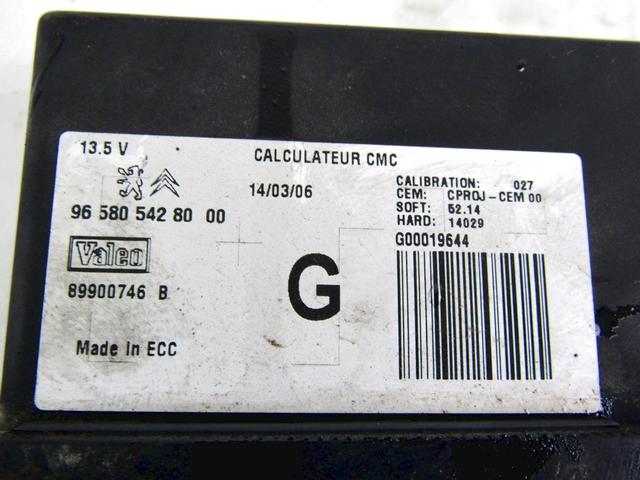 13.5 V
CALCULATEUR CMC
14/03/06
96 580 542 80 00
Valeo
89900746 B
Made in ECC
G
CALIBRATION: 027
CEM: CPROJ-CEM 00
SOFT: 52.14
HARD: 14029
G00019644